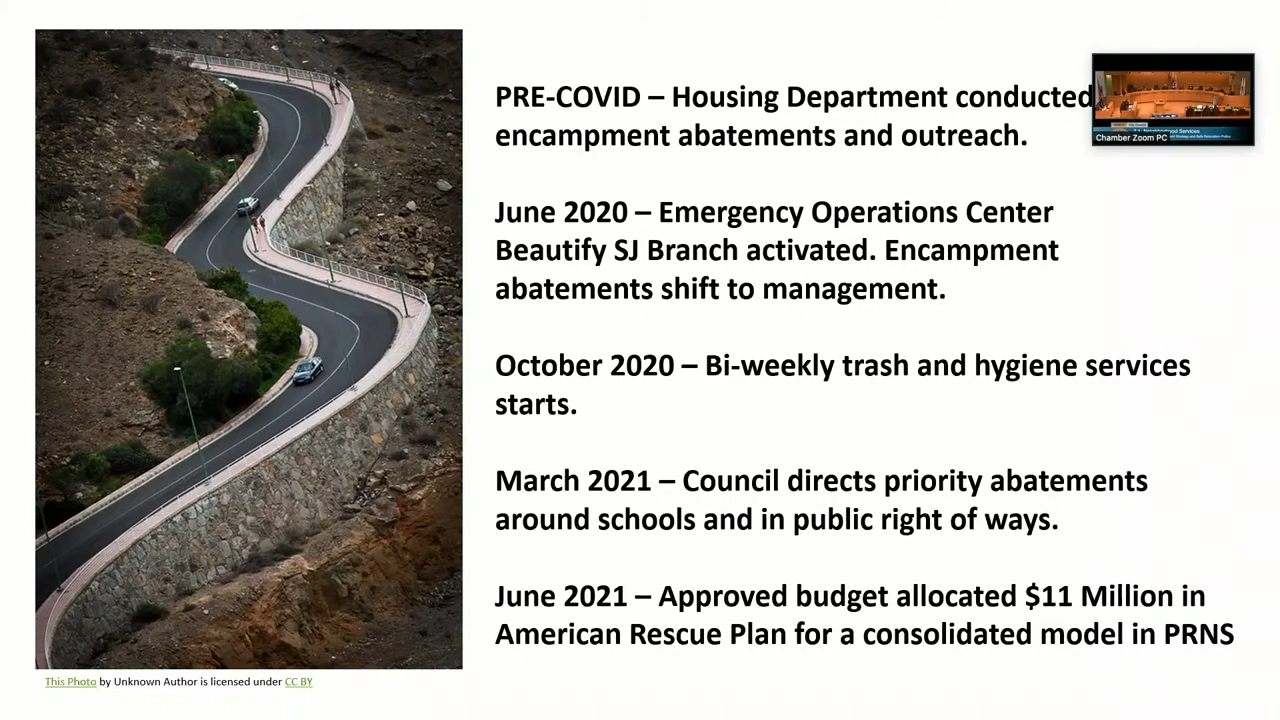 PRE-COVID – Housing Department conducted
encampment abatements and outreach.
June 2020 – Emergency Operations Center
Beautify SJ Branch activated. Encampment
abatements shift to management.
October 2020 – Bi-weekly trash and hygiene services
starts.
March 2021 – Council directs priority abatements
around schools and in public right of ways.
June 2021 – Approved budget allocated $11 Million in
American Rescue Plan for a consolidated model in PRNS
This Photo by Unknown Author is licensed under CC BY
Services
Chamber Zoom PC